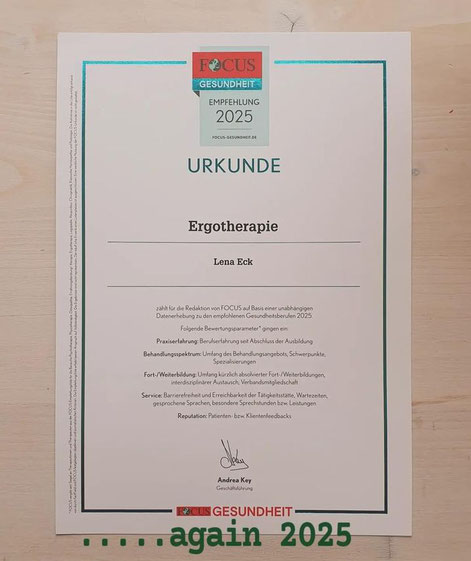 FOCUS
GESUNDHEIT
EMPFEHLUNG
2025
FOCUS-GESUNDHEIT.DE
URKUNDE
Ergotherapie
Lena Eck
zählt für die Redaktion von FOCUS auf Basis einer unabhängigen
Datenerhebung zu den empfohlenen Gesundheitsberufen 2025.
Folgende Bewertungsparameter* gingen ein:
Praxiserfahrung: Berufserfahrung seit Abschluss der Ausbildung
Behandlungsspektrum: Umfang des Behandlungsangebots, Schwerpunkte,
Spezialisierungen
Fort-/Weiterbildung: Umfang kürzlich absolvierter Fort-/Weiterbildungen,
interdisziplinärer Austausch, Verbandsmitgliedschaft
Service: Barrierefreiheit und Erreichbarkeit der Tätigkeitsstätte, Wartezeiten,
gesprochene Sprachen, besondere Sprechstunden bzw. Leistungen
Reputation: Patienten- bzw. Klientenfeedbacks
Andrea Key
Geschäftsführung
FOCUS GESUNDHEIT
.....again 2025